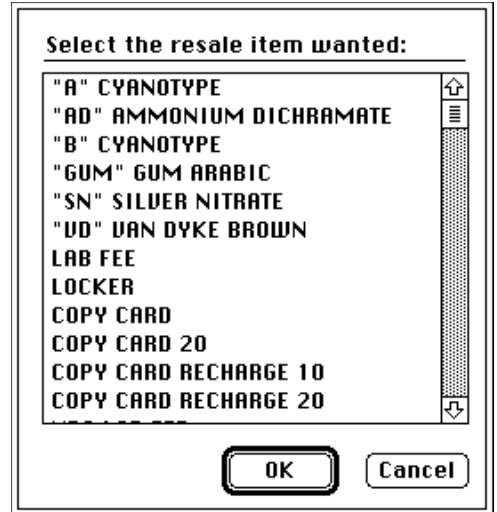 Select the resale item wanted:
"A" CYANOTYPE
"AD" AMMONIUM DICHRAMATE
"B" CYANOTYPE
"GUM" GUM ARABIC
"SN" SILVER NITRATE
"VD" VAN DYKE BROWN
LAB FEE
LOCKER
COPY CARD
COPY CARD 20
COPY CARD RECHARGE 10
COPY CARD RECHARGE 20
OK
Cancel